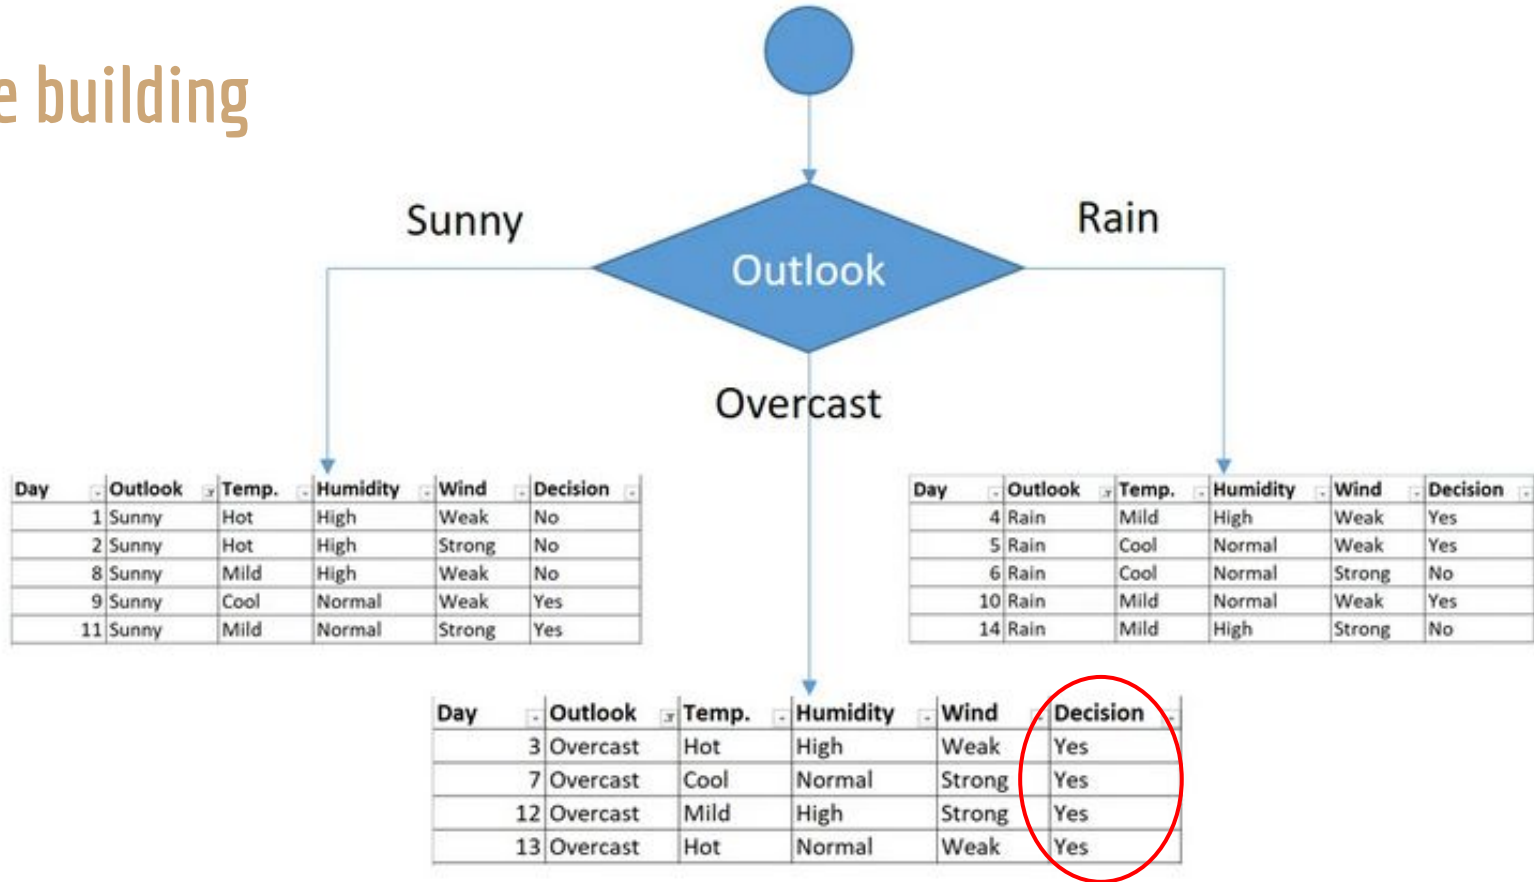 e building
Sunny
Rain
Outlook
Overcast
Day Outlook Temp. Humidity Wind Decision
1 Sunny Hot High Weak No
2 Sunny Hot High Strong No
8 Sunny Mild High Weak No
9 Sunny Cool Normal Weak Yes
11 Sunny Mild Normal Strong Yes
Day Outlook Temp. Humidity Wind Decision
4 Rain Mild High Weak Yes
5 Rain Cool Normal Weak Yes
6 Rain Cool Normal Strong No
10 Rain Mild Normal Weak Yes
14 Rain Mild High Strong No
Day Outlook Temp. Humidity Wind Decision
3 Overcast Hot High Weak Yes
7 Overcast Cool Normal Strong Yes
12 Overcast Mild High Strong Yes
13 Overcast Hot Normal Weak Yes